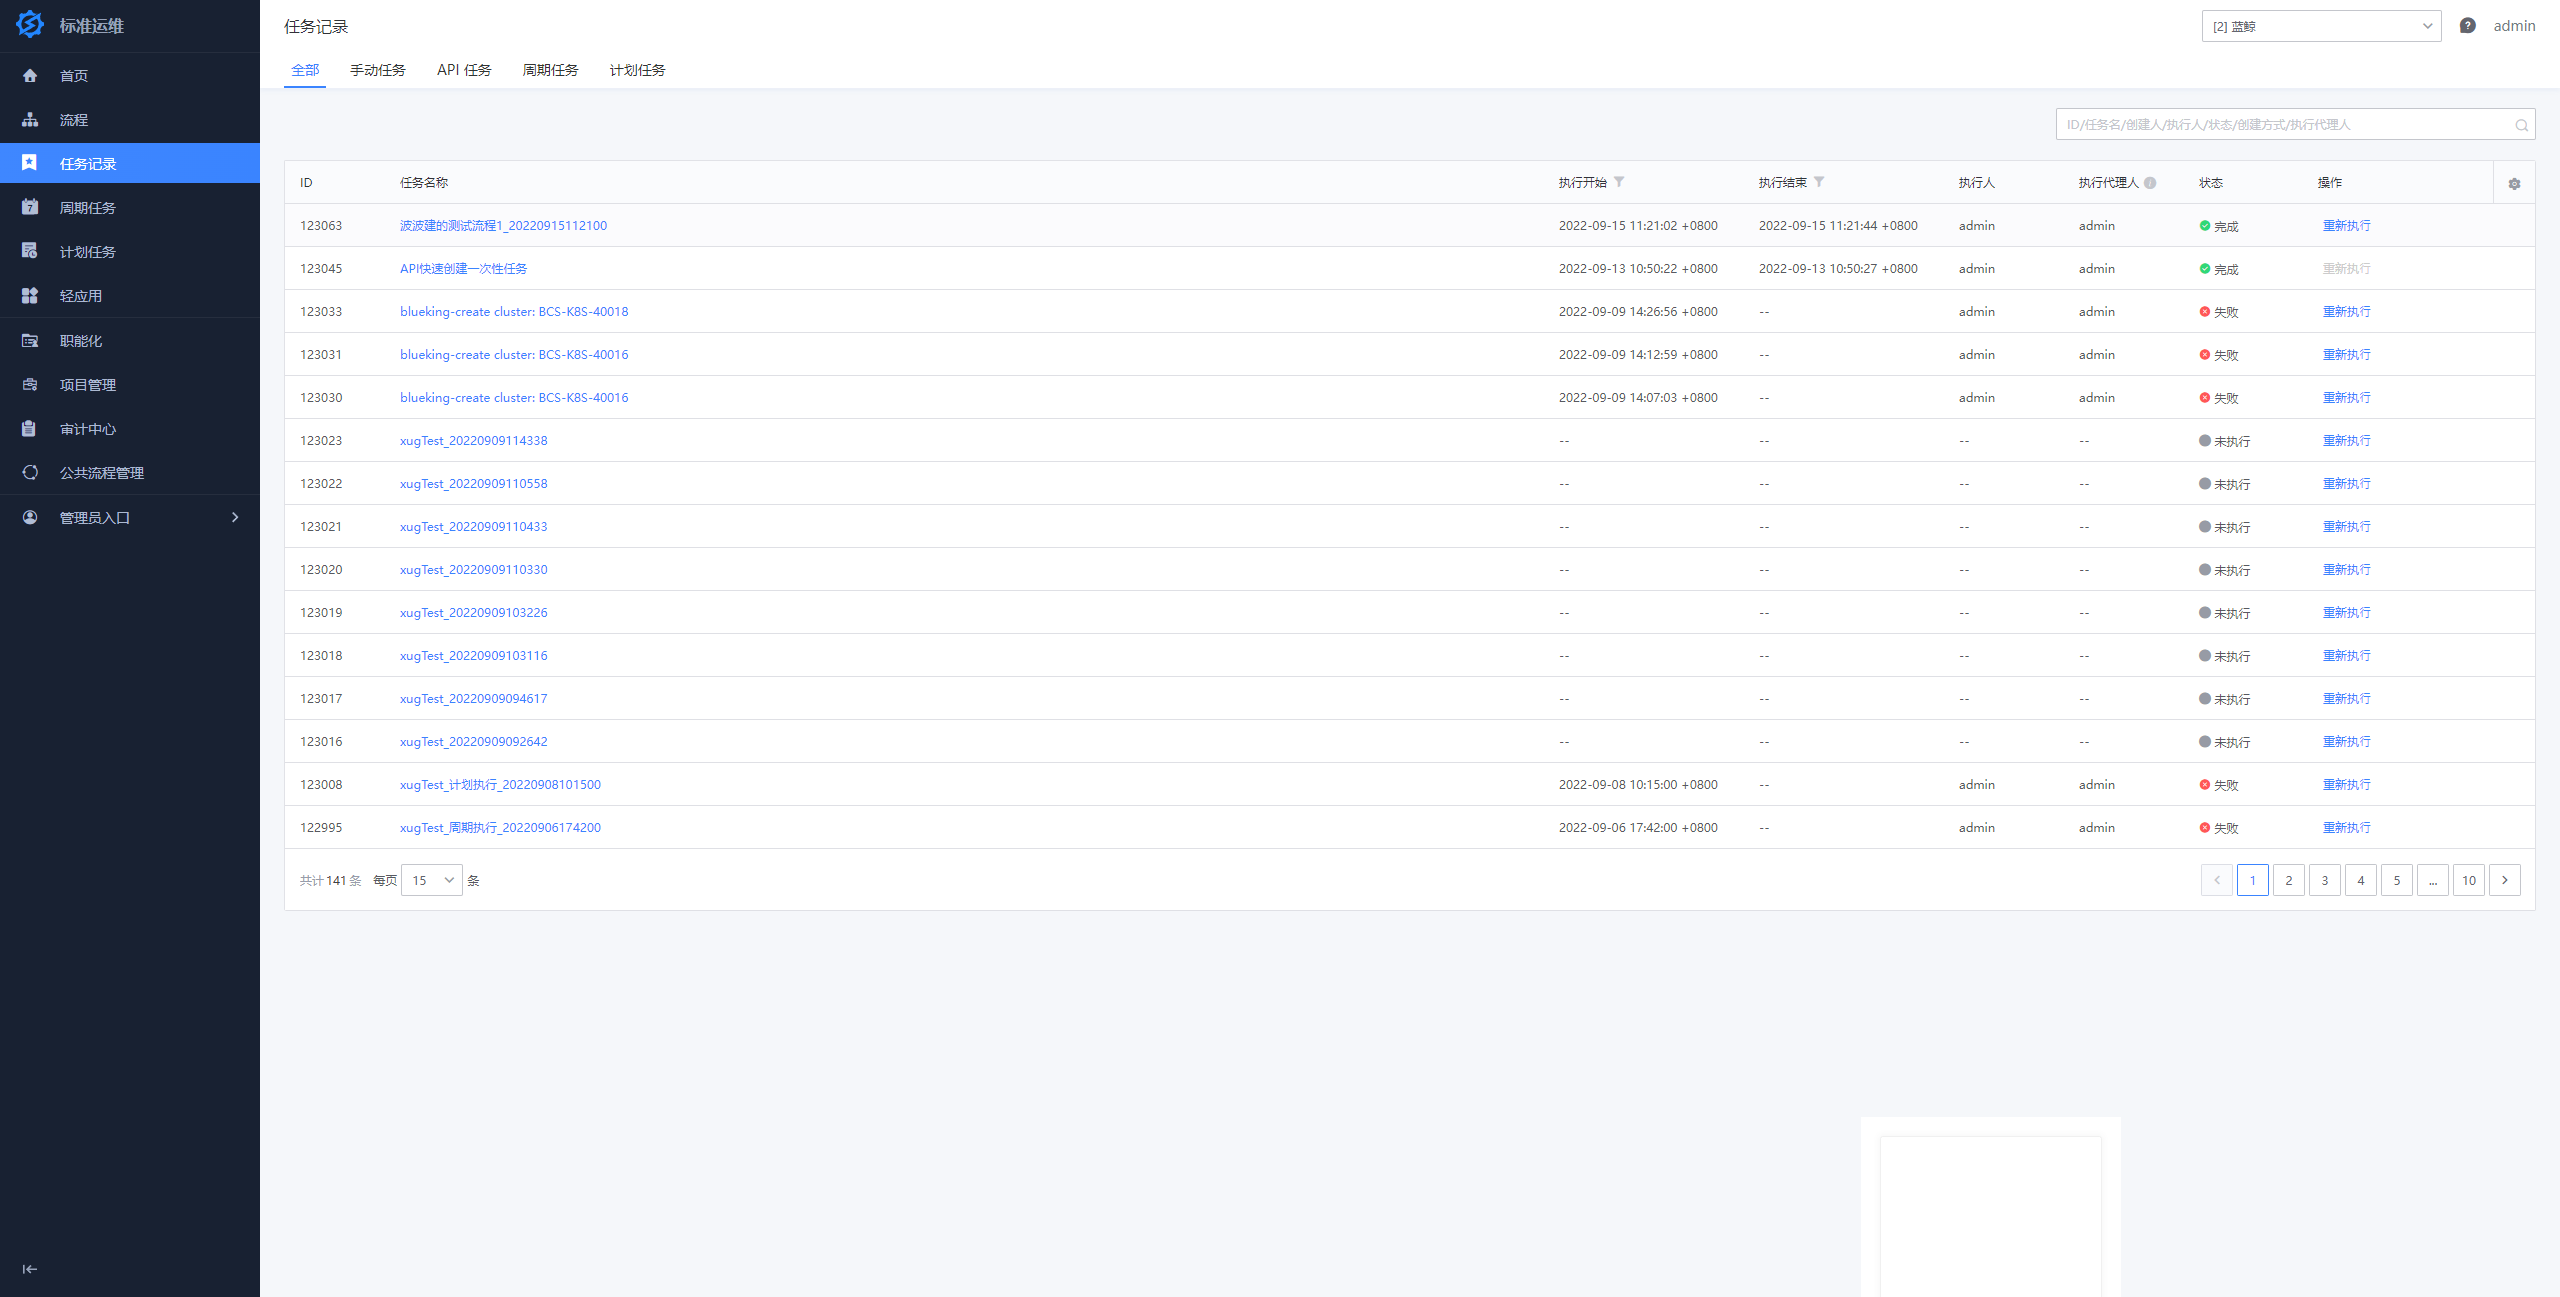 标准运维
首页
流程
任务记录
周期任务
计划任务
轻应用
职能化
项目管理
审计中心
公共流程管理
管理员入口
任务记录
[2] 蓝鲸
admin
全部 手动任务 API 任务 周期任务 计划任务
ID/任务名/创建人/执行人/状态/创建方式/执行代理人
ID 任务名称 执行开始 执行结束 执行人 执行代理人 状态 操作
123063 波波建的测试流程1_20220915112100 2022-09-15 11:21:02 +0800 2022-09-15 11:21:44 +0800 admin admin 完成 重新执行
123045 API快速创建一次性任务 2022-09-13 10:50:22 +0800 2022-09-13 10:50:27 +0800 admin admin 完成 重新执行
123033 blueking-create cluster: BCS-K8S-40018 2022-09-09 14:26:56 +0800 -- admin admin 失败 重新执行
123031 blueking-create cluster: BCS-K8S-40016 2022-09-09 14:12:59 +0800 -- admin admin 失败 重新执行
123030 blueking-create cluster: BCS-K8S-40016 2022-09-09 14:07:03 +0800 -- admin admin 失败 重新执行
123023 xugTest_20220909114338 -- -- -- -- 未执行 重新执行
123022 xugTest_20220909110558 -- -- -- -- 未执行 重新执行
123021 xugTest_20220909110433 -- -- -- -- 未执行 重新执行
123020 xugTest_20220909110330 -- -- -- -- 未执行 重新执行
123019 xugTest_20220909103226 -- -- -- -- 未执行 重新执行
123018 xugTest_20220909103116 -- -- -- -- 未执行 重新执行
123017 xugTest_20220909094617 -- -- -- -- 未执行 重新执行
123016 xugTest_20220909092642 -- -- -- -- 未执行 重新执行
123008 xugTest_计划执行_20220908101500 2022-09-08 10:15:00 +0800 -- admin admin 失败 重新执行
122995 xugTest_周期执行_20220906174200 2022-09-06 17:42:00 +0800 -- admin admin 失败 重新执行
共计 141 条 每页 15 条 1 2 3 4 5 ... 10